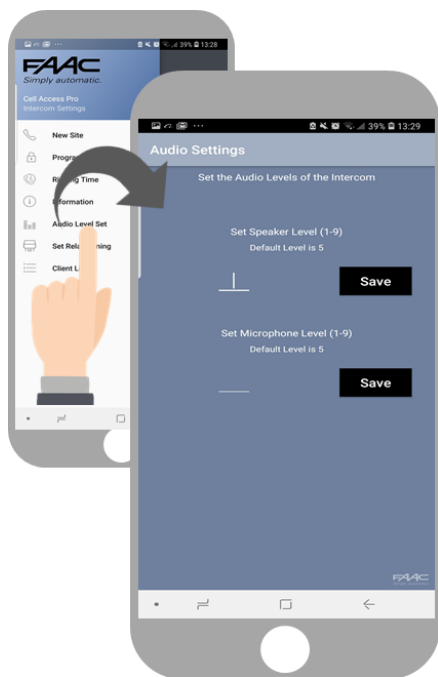 39% 13:28
FAAC
Simply automatic.
Cell Access Pro
Intercom Settings
New Site
Information
Audio Level Set
Client
39% 13:29
Audio Settings
Set the Audio Levels of the Intercom
Set Speaker Level (1-9)
Default Level is 5
Save
Set Microphone Level (1-9)
Default Level is 5
Save
FAAC